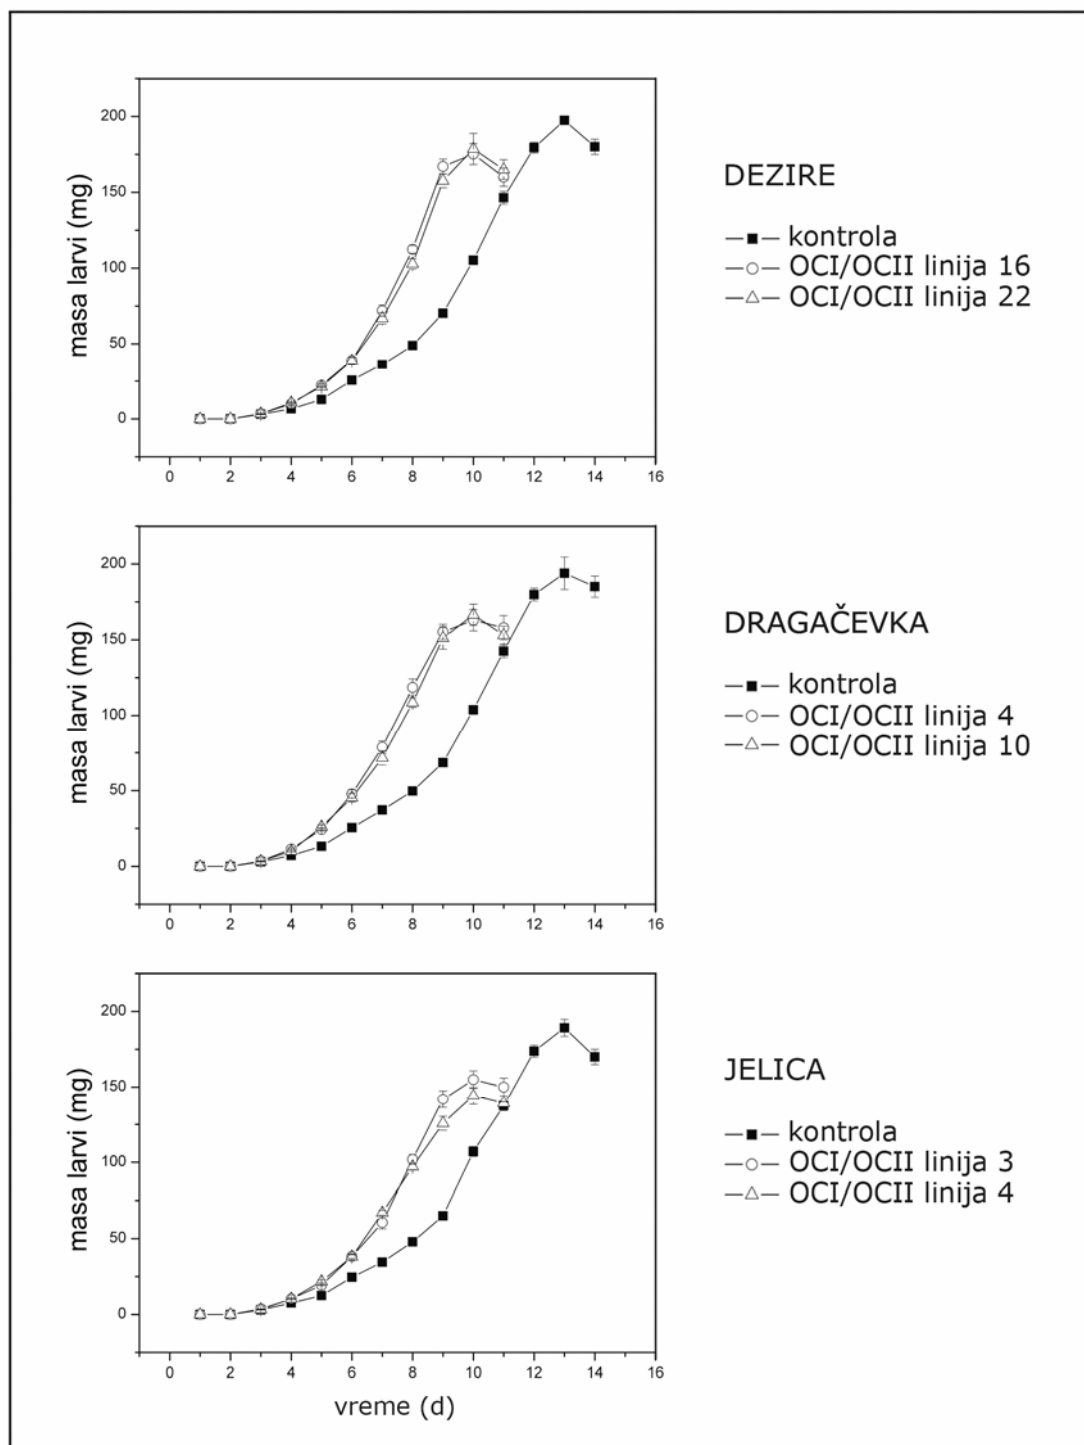 200
150
100
50
0
masa larvi (mg)
0 2 4 6 8 10 12 14 16
DEZIRE
kontrola
OCI/OCII linija 16
OCI/OCII linija 22
200
150
100
50
0
masa larvi (mg)
0 2 4 6 8 10 12 14 16
DRAGAČEVKA
kontrola
OCI/OCII linija 4
OCI/OCII linija 10
200
150
100
50
0
masa larvi (mg)
0 2 4 6 8 10 12 14 16
vreme (d)
JELICA
kontrola
OCI/OCII linija 3
OCI/OCII linija 4